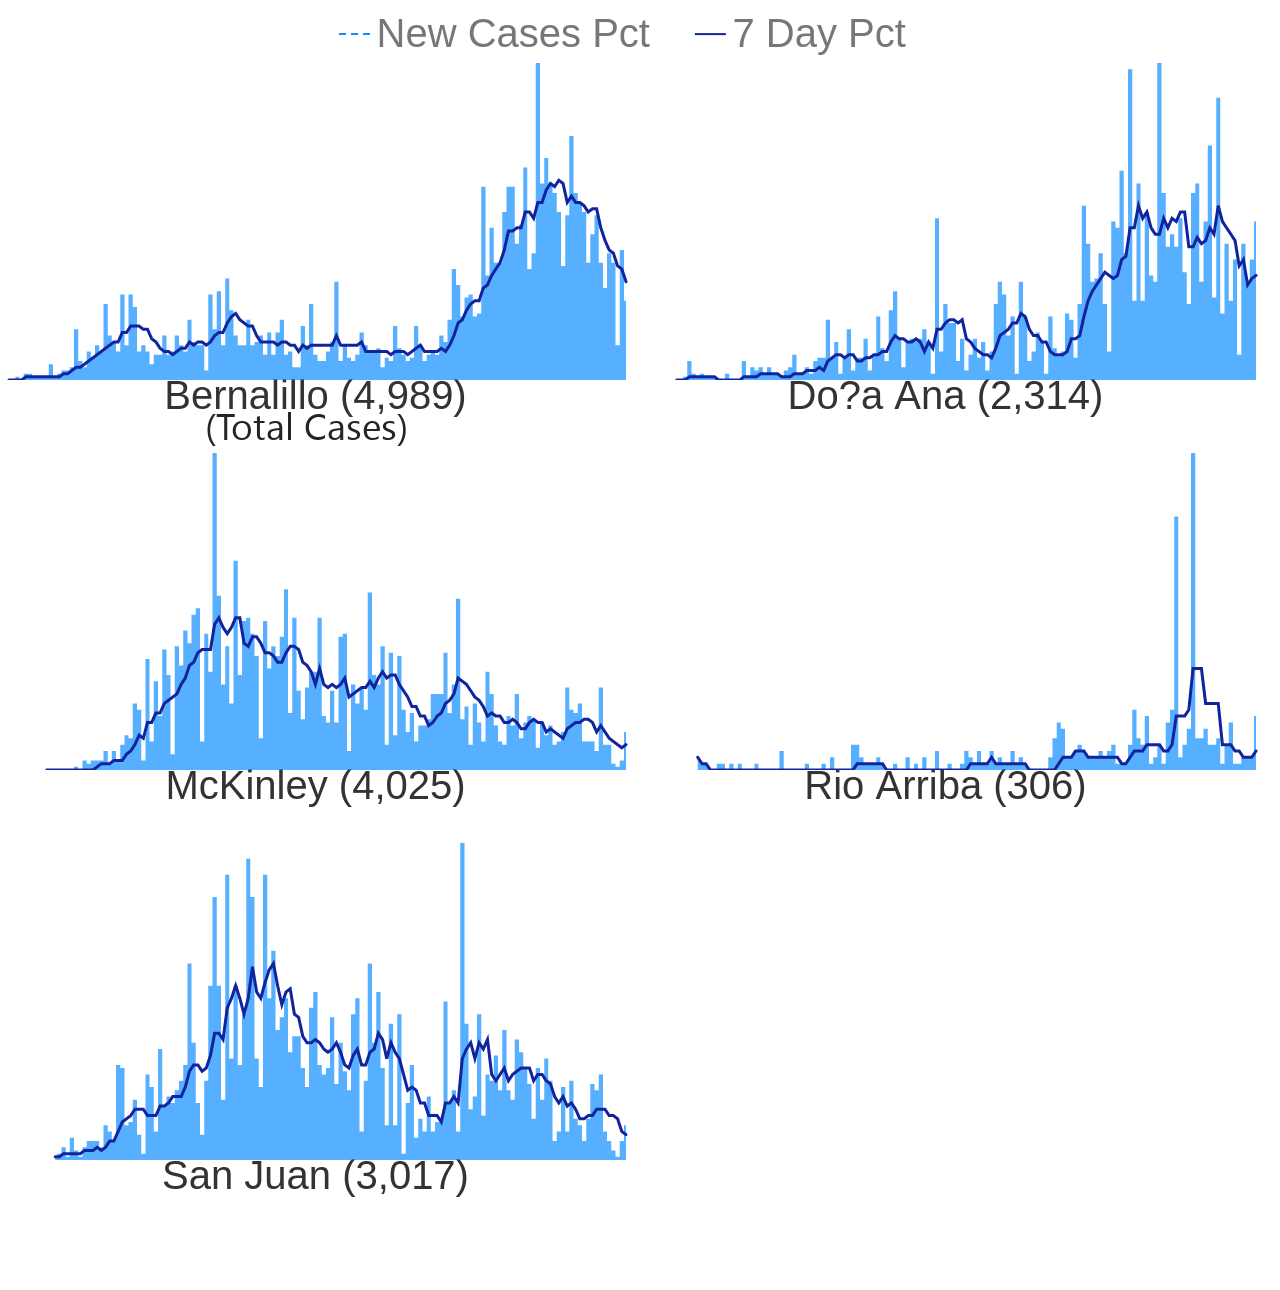 New Cases Pct 7 Day Pct
Bernalillo (4,989) Do?a Ana (2,314)
(Total Cases)
McKinley (4,025) Rio Arriba (306)
San Juan (3,017)